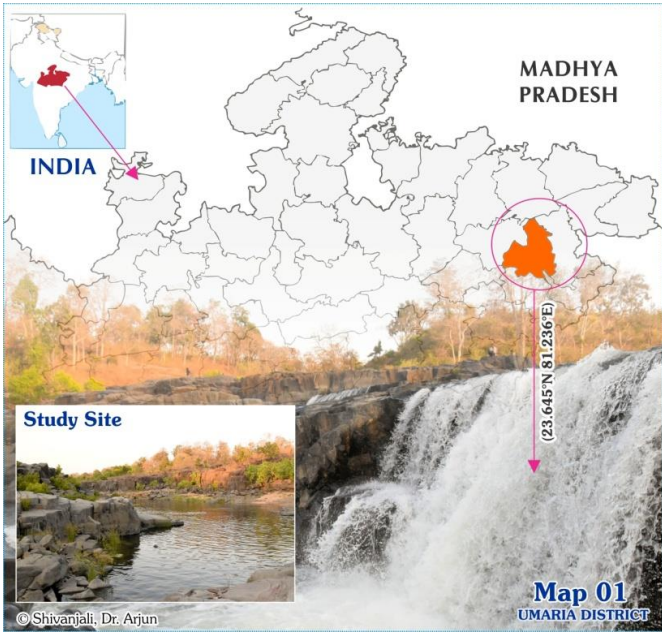 INDIA
MADHYA
PRADESH
(23.645°N 81.236°E)
Study Site
© Shivanjali, Dr. Arjun
Map 01
UMARIA DISTRICT